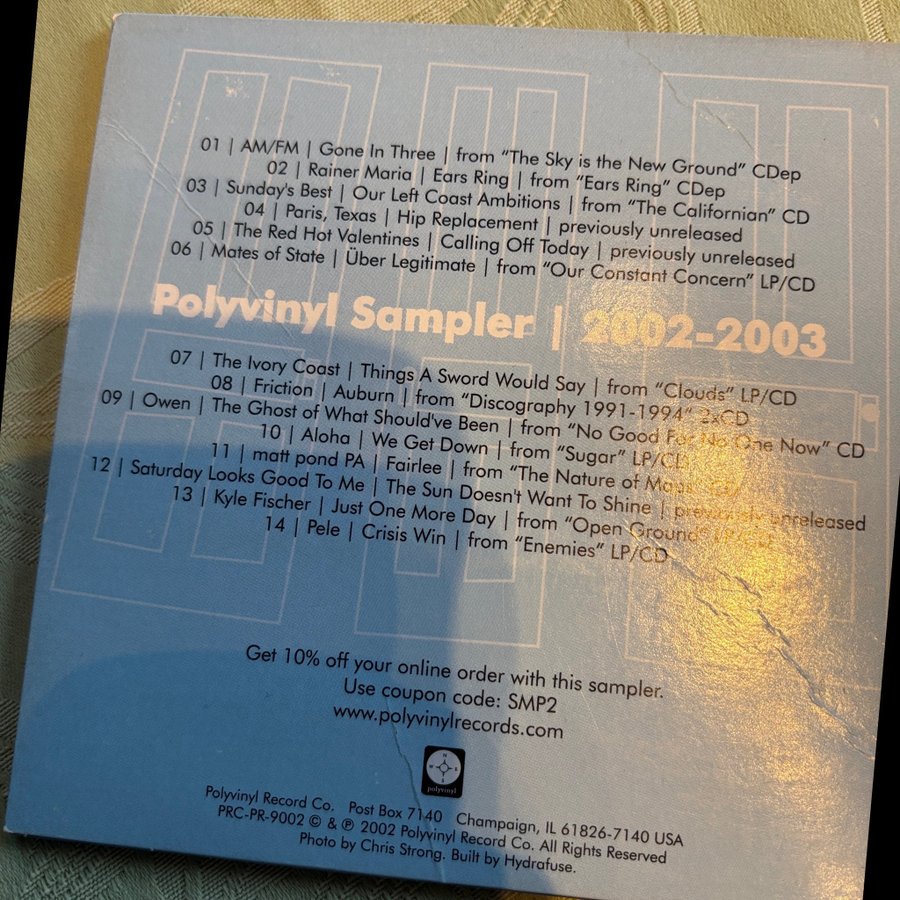 01 | AM/FM | Gone In Three | from "The Sky is the New Ground" CDep
02 | Rainer Maria | Ears Ring | from "Ears Ring" CDep
03 | Sunday's Best | Our Left Coast Ambitions | from "The Californian" CD
04 | Paris, Texas | Hip Replacement | previously unreleased
05 | The Red Hot Valentines | Calling Off Today | previously unreleased
06 | Mates of State | Über Legitimate | from "Our Constant Concern" LP/CD
Polyvinyl Sampler | 2002-2003
07 | The Ivory Coast | Things A Sword Would Say | from "Clouds" LP/CD
08 | Friction | Auburn | from "Discography 1991-1994" 2xCD
09 | Owen | The Ghost of What Should've Been | from "No Good For No One Now" CD
10 | Aloha | We Get Down | from "Sugar" LP/CD
11 | matt pond PA | Fairlee | from "The Nature of Maps" CD
12 | Saturday Looks Good To Me | The Sun Doesn't Want To Shine | previously unreleased
13 | Kyle Fischer | Just One More Day | from "Open Ground" LP/CD
14 | Pele | Crisis Win | from "Enemies" LP/CD
Get 10% off your online order with this sampler.
Use coupon code: SMP2
www.polyvinylrecords.com
N
W E
S
polyvinyl
Polyvinyl Record Co. Post Box 7140 Champaign, IL 61826-7140 USA
PRC-PR-9002 © & ℗ 2002 Polyvinyl Record Co. All Rights Reserved
Photo by Chris Strong. Built by Hydrafuse.